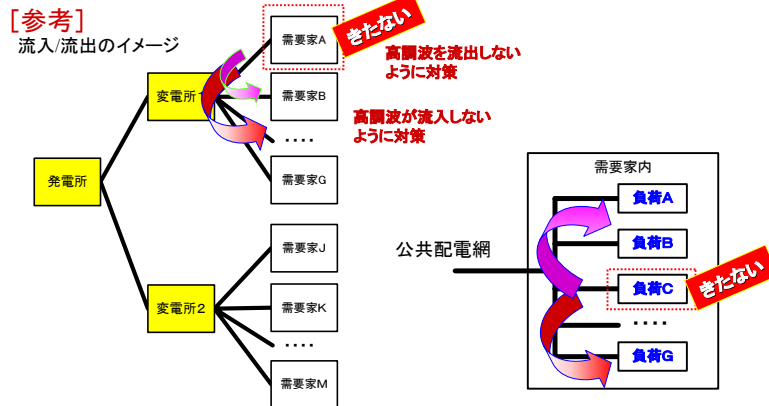 [参考]
流入/流出のイメージ
需要家A
きたない
高調波を流出しない
ように対策
変電所
需要家B
高調波が流入しない
ように対策
・・・・
需要家G
発電所
需要家J
変電所2
需要家K
・・・・
需要家M
需要家内
負荷A
公共配電網
負荷B
負荷C
きたない
・・・・
負荷G